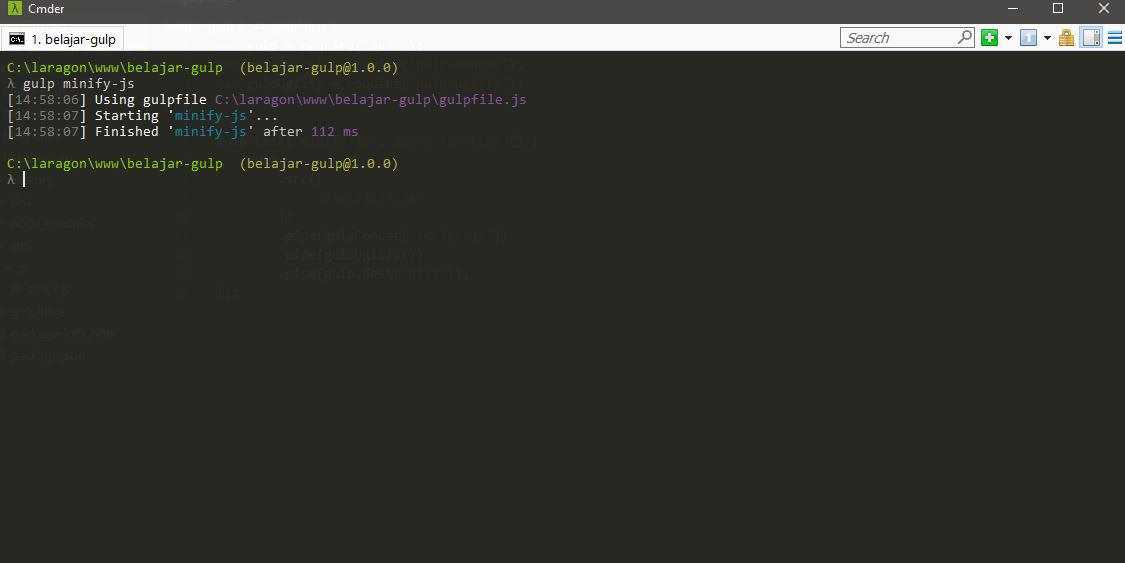 Cmder
1. belajar-gulp
Search
C:\laragon\www\belajar-gulp (belajar-gulp@1.0.0)
λ gulp minify-js
[14:58:06] Using gulpfile C:\laragon\www\belajar-gulp\gulpfile.js
[14:58:07] Starting 'minify-js'...
[14:58:07] Finished 'minify-js' after 112 ms
C:\laragon\www\belajar-gulp (belajar-gulp@1.0.0)
λ